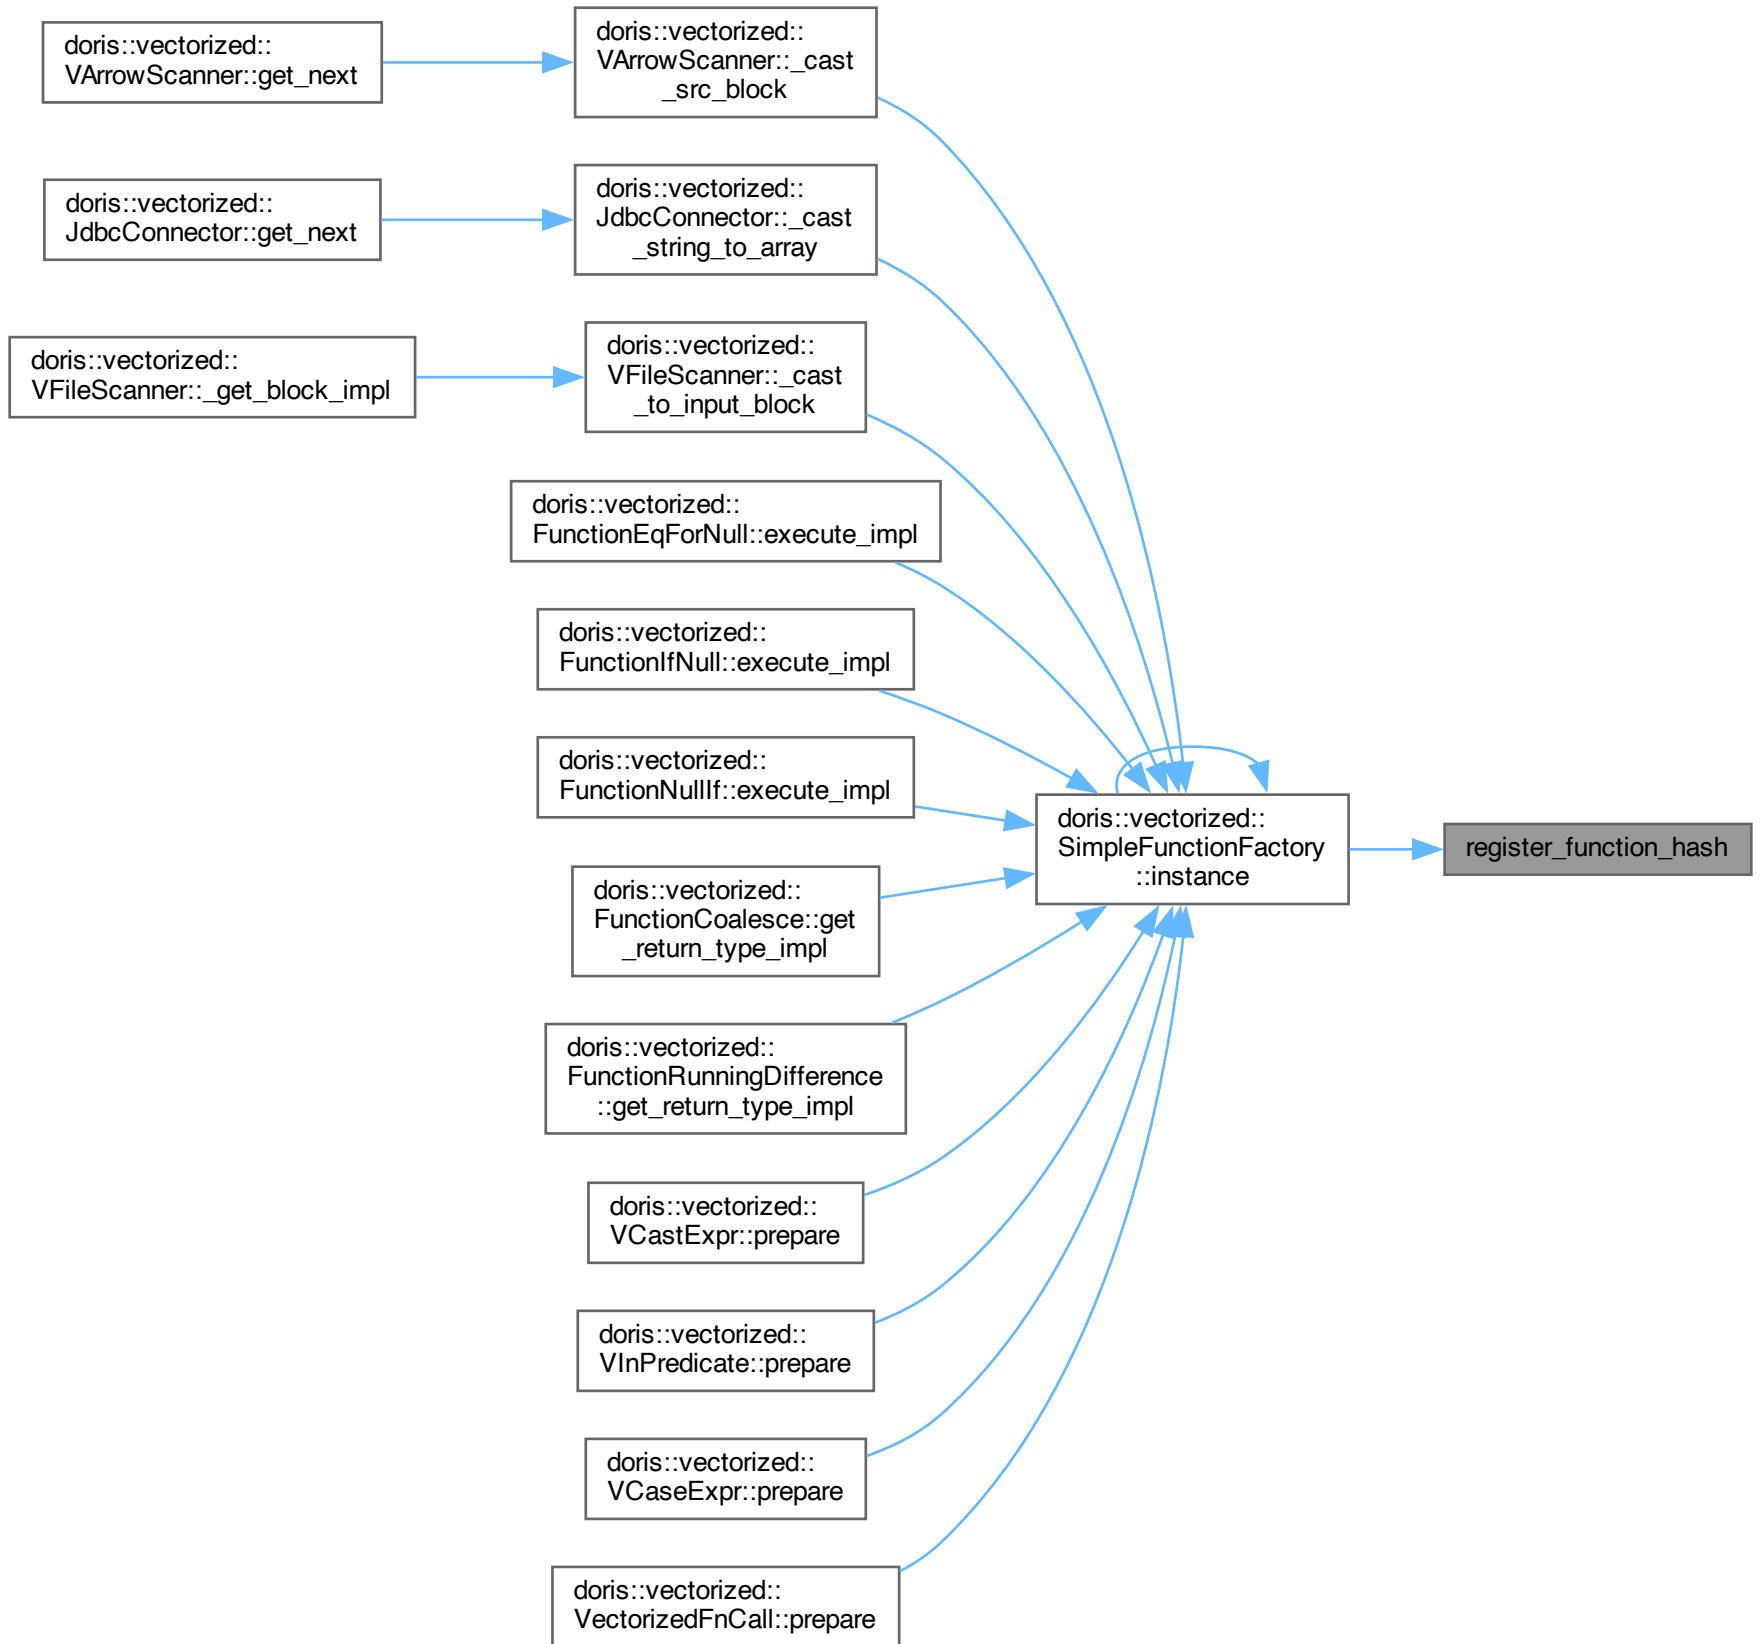 doris::vectorized::
VArrowScanner::get_next
doris::vectorized::
VArrowScanner::_cast
_src_block
doris::vectorized::
JdbcConnector::get_next
doris::vectorized::
JdbcConnector::_cast
_string_to_array
doris::vectorized::
VFileScanner::_get_block_impl
doris::vectorized::
VFileScanner::_cast
_to_input_block
doris::vectorized::
FunctionEqForNull::execute_impl
doris::vectorized::
FunctionIfNull::execute_impl
doris::vectorized::
FunctionNullIf::execute_impl
doris::vectorized::
SimpleFunctionFactory
::instance
register_function_hash
doris::vectorized::
FunctionCoalesce::get
_return_type_impl
doris::vectorized::
FunctionRunningDifference
::get_return_type_impl
doris::vectorized::
VCastExpr::prepare
doris::vectorized::
VInPredicate::prepare
doris::vectorized::
VCaseExpr::prepare
doris::vectorized::
VectorizedFnCall::prepare